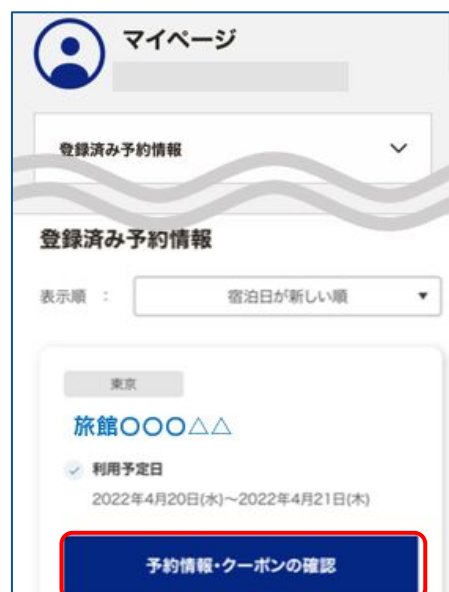 マイページ
登録済み予約情報
登録済み予約情報
表示順 ： 宿泊日が新しい順
東京
旅館〇〇〇△△
利用予定日
2022年4月20日(水)～2022年4月21日(木)
予約情報・クーポンの確認